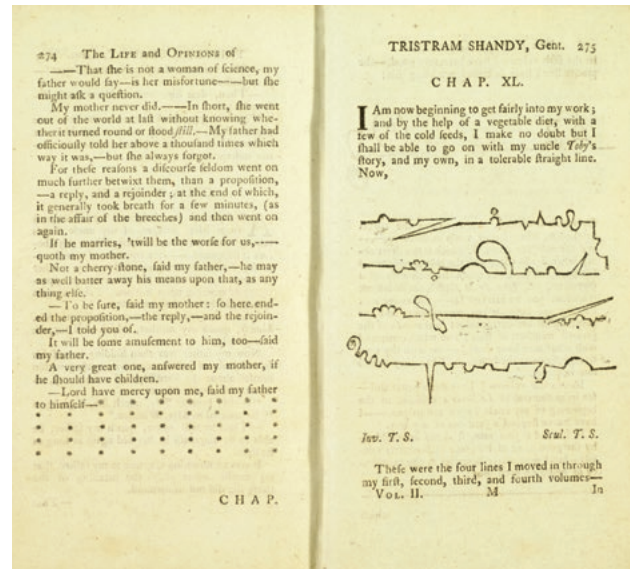 274 The LIFE and OPINIONS of
——That ſhe is not a woman of ſcience, my
father would ſay—is her misfortune——but ſhe
might aſk a queſtion.
My mother never did.——In ſhort, ſhe went
out of the world at laſt without knowing whe-
ther it turned round or ſtood ſtill.—My father had
officiouſly told her above a thouſand times which
way it was,—but ſhe always forgot.
For theſe reaſons a diſcourſe ſeldom went on
much further betwixt them, than a propoſition,
—a reply, and a rejoinder; at the end of which,
it generally took breath for a few minutes, (as
in the affair of the breeches) and then went on
again.
If he marries, 'twill be the worſe for us,----
quoth my mother.
Not a cherry-ſtone, ſaid my father,—he may
as well batter away his means upon that, as any
thing elſe.
—To be ſure, ſaid my mother: ſo here end-
ed the propoſition,—the reply,—and the rejoin-
der,—I told you of.
It will be ſome amuſement to him, too—ſaid
my father.
A very great one, anſwered my mother, if
he ſhould have children.
—Lord have mercy upon me, ſaid my father
to himſelf—* * * * * * *
* * * * * * * * *
* * * * * * * * *
* * * * * * * * *
* * * * * * * * *
CHAP.
TRISTRAM SHANDY, Gent. 275
CHAP. XL.
I Am now beginning to get fairly into my work;
and by the help of a vegetable diet, with a
few of the cold ſeeds, I make no doubt but I
ſhall be able to go on with my uncle Toby's
ſtory, and my own, in a tolerable ſtraight line.
Now,
Inv. T. S. Scul. T. S.
Theſe were the four lines I moved in through
my firſt, ſecond, third, and fourth volumes—
VOL. II. M In